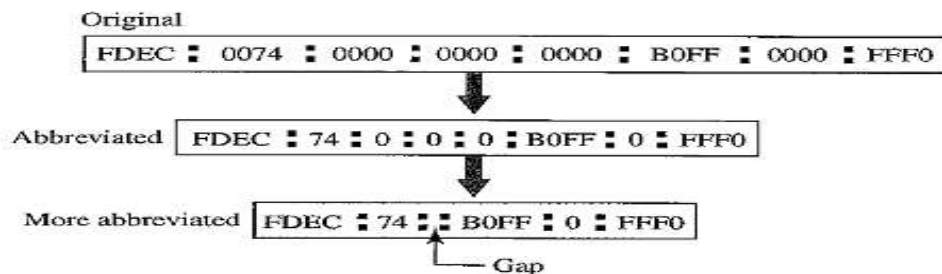 Original
FDEC : 0074 : 0000 : 0000 : 0000 : B0FF : 0000 : FFF0
Abbreviated FDEC : 74 : 0 : 0 : 0 : B0FF : 0 : FFF0
More abbreviated FDEC : 74 : : B0FF : 0 : FFF0
Gap